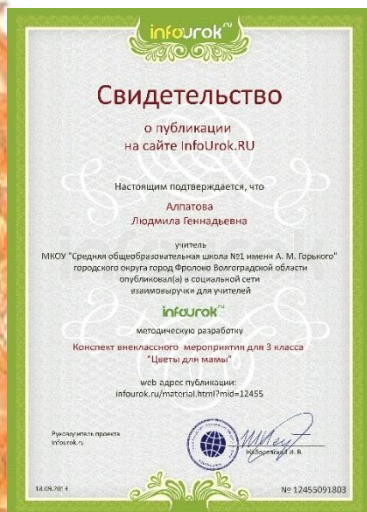 infourok™
Свидетельство
о публикации
на сайте InfoUrok.RU
Настоящим подтверждается, что
Алпатова
Людмила Геннадьевна
учитель
МКОУ "Средняя общеобразовательная школа №1 имени А. М. Горького"
городского округа город Фролово Волгоградской области
опубликовал(а) в социальной сети
взаимовыручки для учителей
infourok™
методическую разработку
Конспект внеклассного мероприятия для 3 класса
"Цветы для мамы"
web-адрес публикации:
infourok.ru/material.html?mid=12455
Руководитель проекта
infourok.ru
И. В.
№ 12455091803